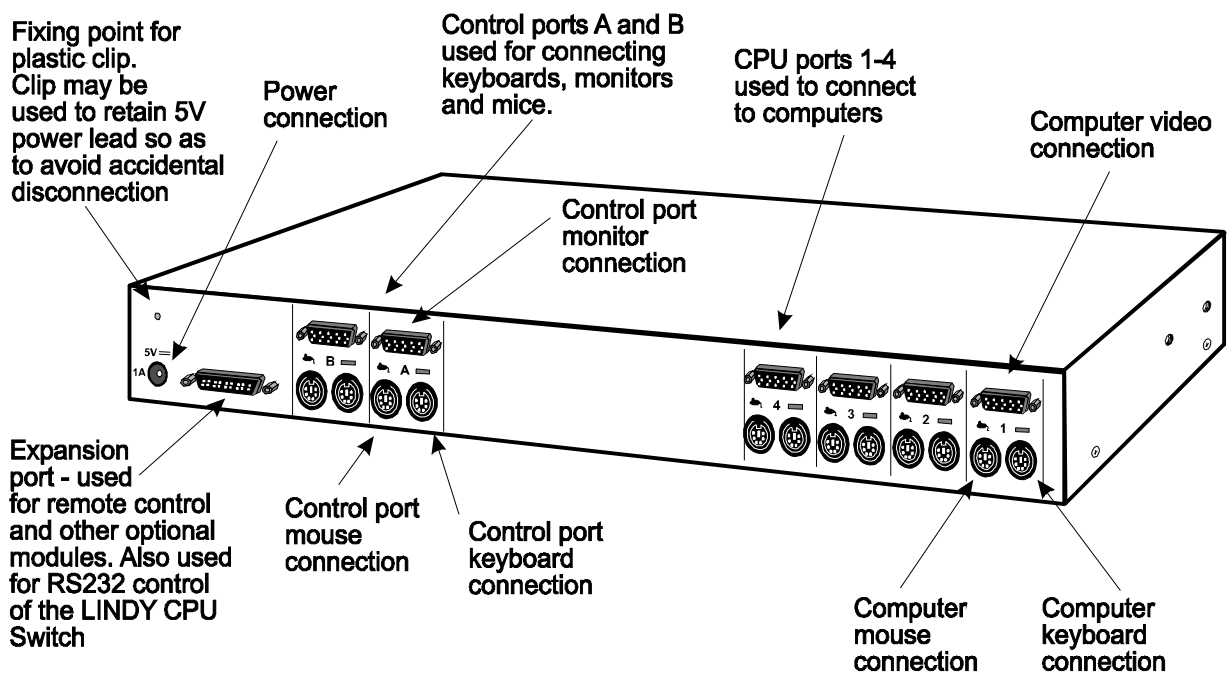 Fixing point for
plastic clip.
Clip may be
used to retain 5V
power lead so as
to avoid accidental
disconnection
Power
connection
Control ports A and B
used for connecting
keyboards, monitors
and mice.
CPU ports 1-4
used to connect
to computers
Computer video
connection
Control port
monitor
connection
5V
1A
B
A
4
3
2
1
Expansion
port - used
for remote control
and other optional
modules. Also used
for RS232 control
of the LINDY CPU
Switch
Control port
mouse
connection
Control port
keyboard
connection
Computer
mouse
connection
Computer
keyboard
connection